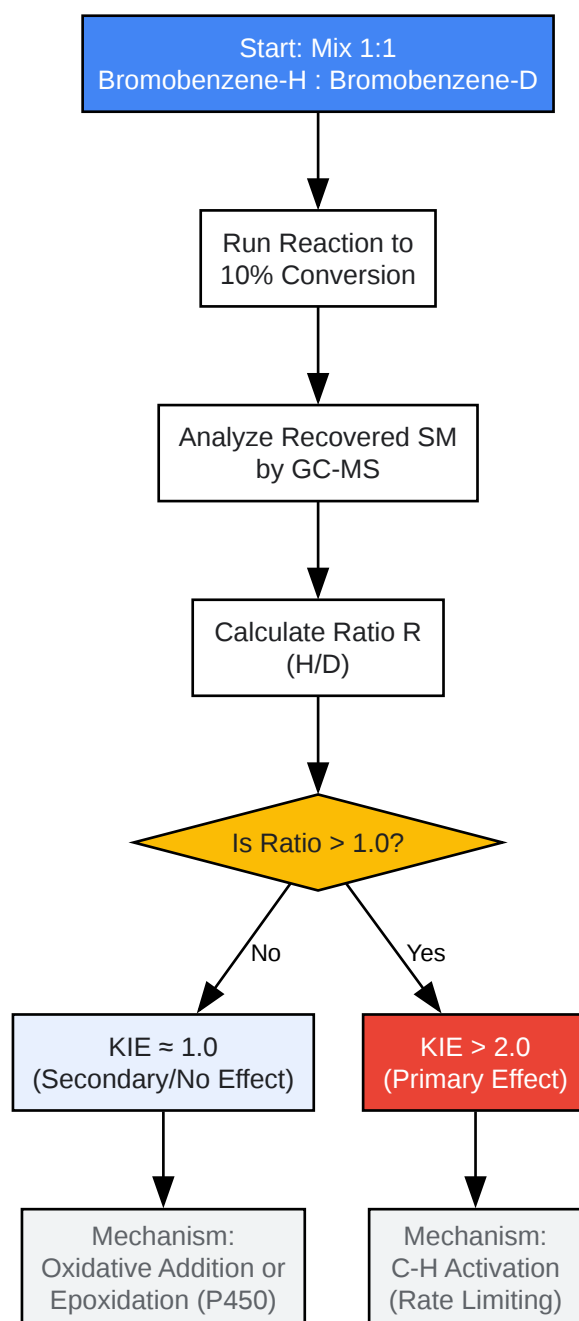 Start: Mix 1:1
Bromobenzene-H : Bromobenzene-D
Run Reaction to
10% Conversion
Analyze Recovered SM
by GC-MS
Calculate Ratio R
(H/D)
Is Ratio > 1.0?
No
Yes
KIE ≈ 1.0
(Secondary/No Effect)
KIE > 2.0
(Primary Effect)
Mechanism:
Oxidative Addition or
Epoxidation (P450)
Mechanism:
C-H Activation
(Rate Limiting)